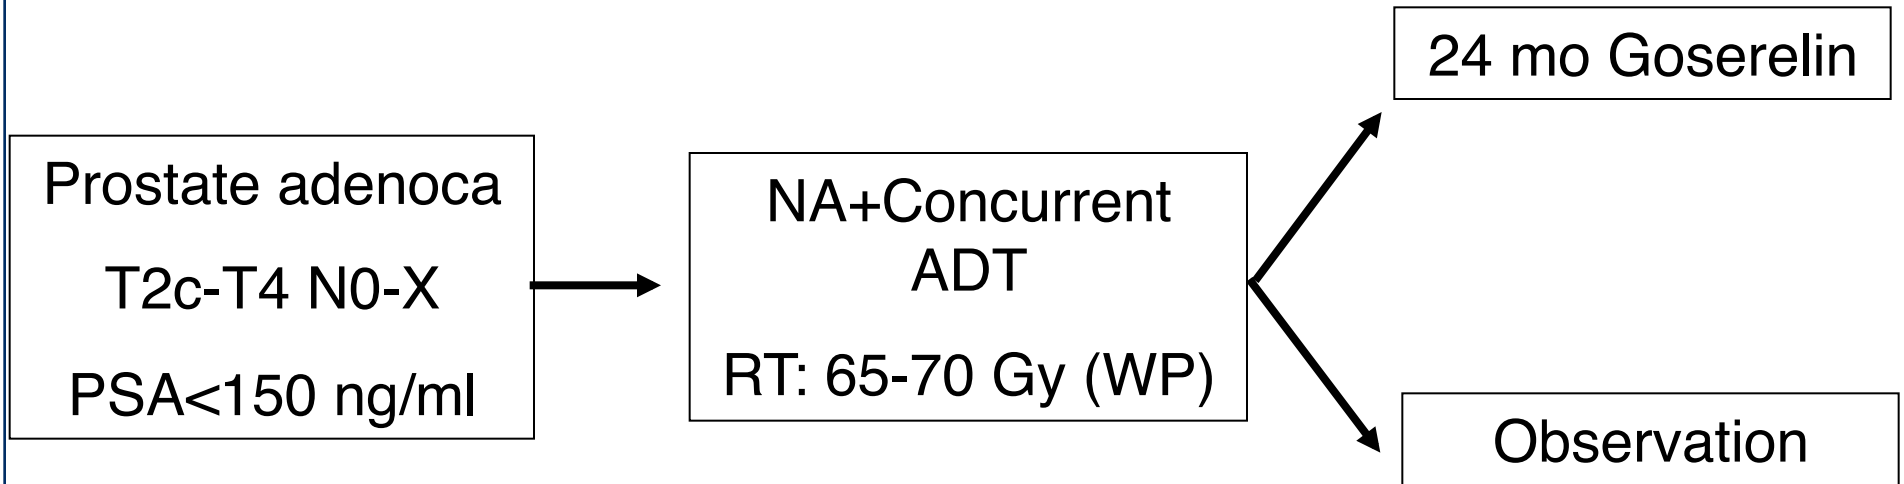 24 mo Goserelin
Prostate adenoca
T2c-T4 N0-X
PSA<150 ng/ml
NA+Concurrent
ADT
RT: 65-70 Gy (WP)
Observation